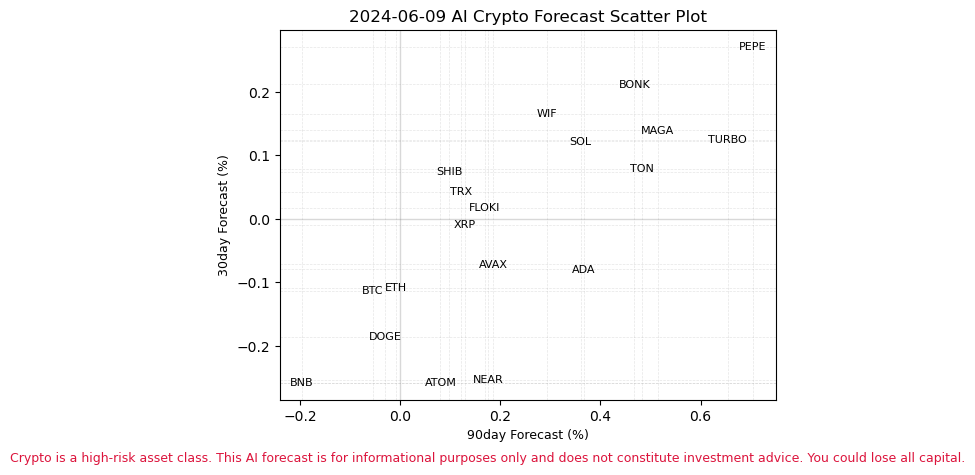 2024-06-09 AI Crypto Forecast Scatter Plot
PEPE
BONK
WIF
MAGA
SOL
TURBO
TON
SHIB
TRX
FLOKI
XRP
AVAX
ADA
ETH
BTC
DOGE
NEAR
BNB
ATOM
30day Forecast (%)
0.2
0.1
0.0
−0.1
−0.2
−0.2
0.0
0.2
0.4
0.6
90day Forecast (%)
Crypto is a high-risk asset class. This AI forecast is for informational purposes only and does not constitute investment advice. You could lose all capital.